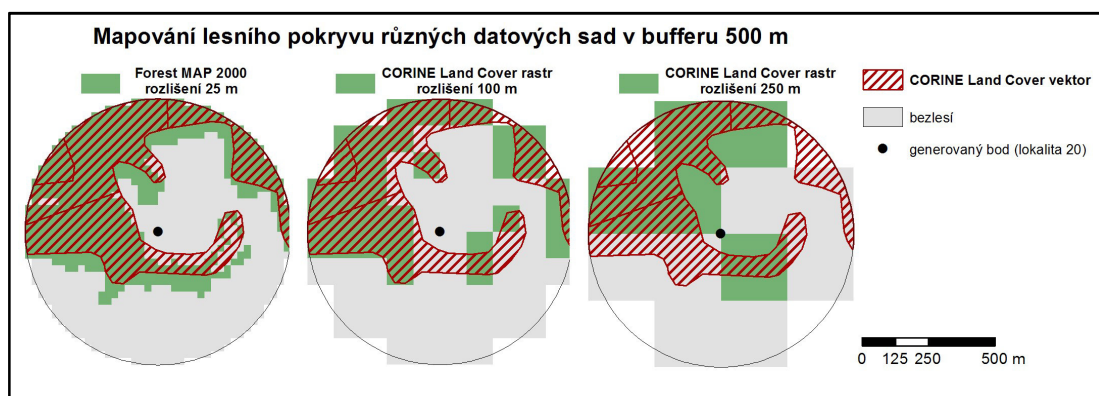 Mapování lesního pokryvu různých datových sad v bufferu 500 m
Forest MAP 2000
rozlišení 25 m
CORINE Land Cover rastr
rozlišení 100 m
CORINE Land Cover rastr
rozlišení 250 m
CORINE Land Cover vektor
bezlesí
generovaný bod (lokalita 20)
0 125 250 500 m